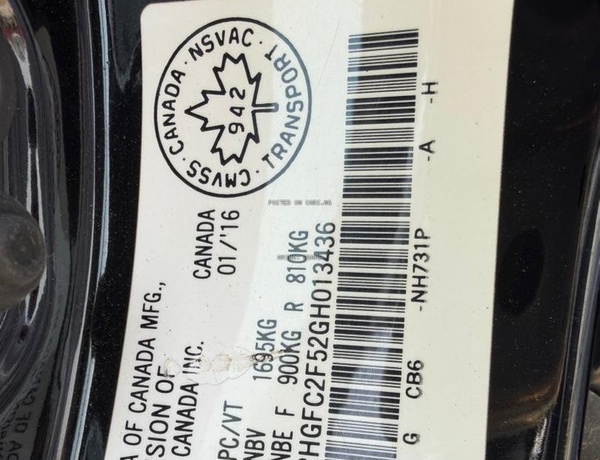 CMVSS · CANADA · NSVAC · TRANSPORT ·
942
A OF CANADA MFG.,
SION OF
CANADA INC.
CANADA
01/'16
PC/VT
NBV 1695KG
NBE F 900KG R 810KG
HGFC2F52GH013436
G CB6 -NH731P -A -H